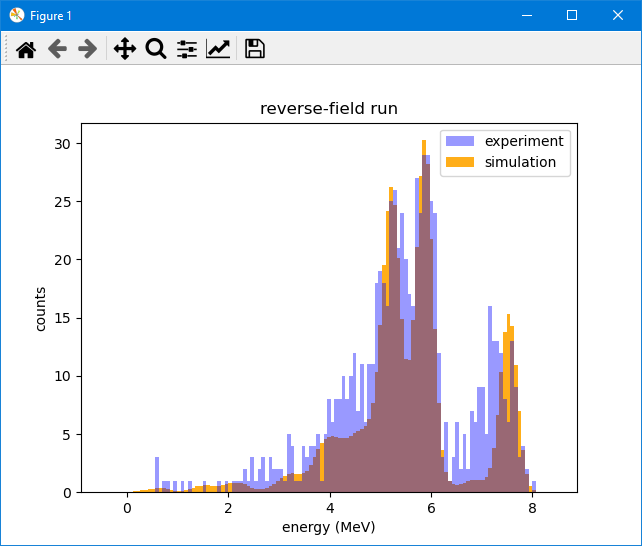 Figure 1
reverse-field run
experiment
simulation
30
25
20
15
10
5
0
counts
0 2 4 6 8
energy (MeV)